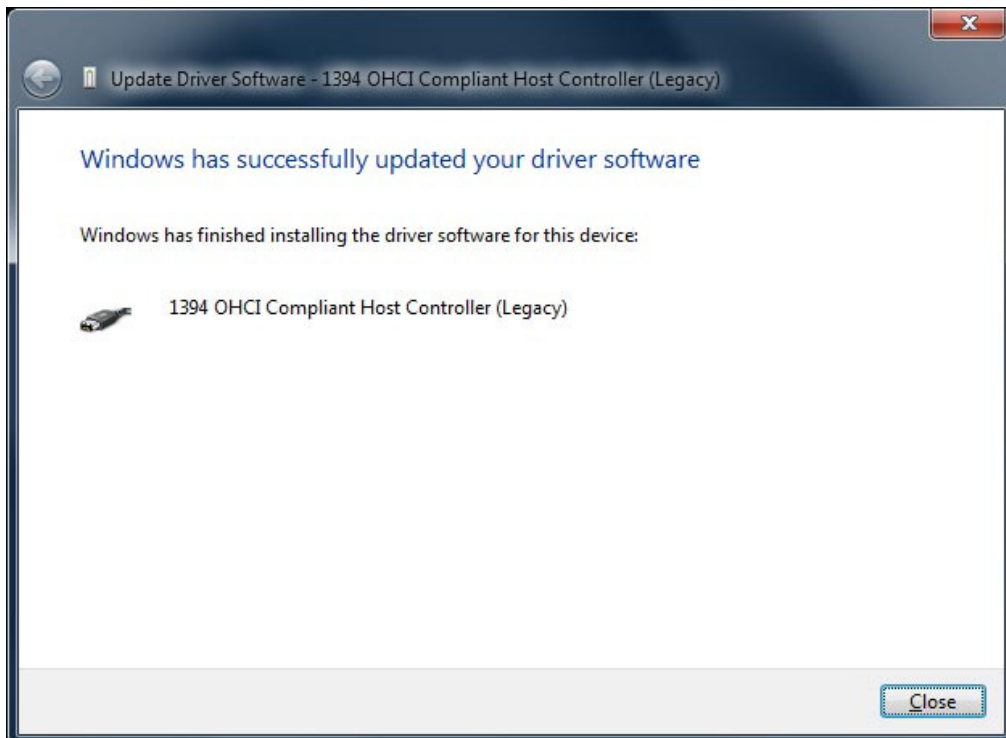 Update Driver Software - 1394 OHCI Compliant Host Controller (Legacy)
Windows has successfully updated your driver software
Windows has finished installing the driver software for this device:
1394 OHCI Compliant Host Controller (Legacy)
Close